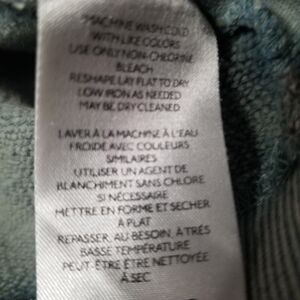 *MACHINE WASH COLD
WITH LIKE COLORS
USE ONLY NON-CHLORINE
BLEACH
RESHAPE LAY FLAT TO DRY
LOW IRON AS NEEDED
MAY BE DRY CLEANED
LAVER À LA MACHINE À L'EAU
FROIDE AVEC COULEURS
SIMILAIRES
UTILISER UN AGENT DE
BLANCHIMENT SANS CHLORE
SI NÉCESSAIRE
METTRE EN FORME ET SECHER
À PLAT
REPASSER, AU BESOIN, À TRÈS
BASSE TEMPÉRATURE
PEUT-ÊTRE ÊTRE NETTOYÉE
À SEC